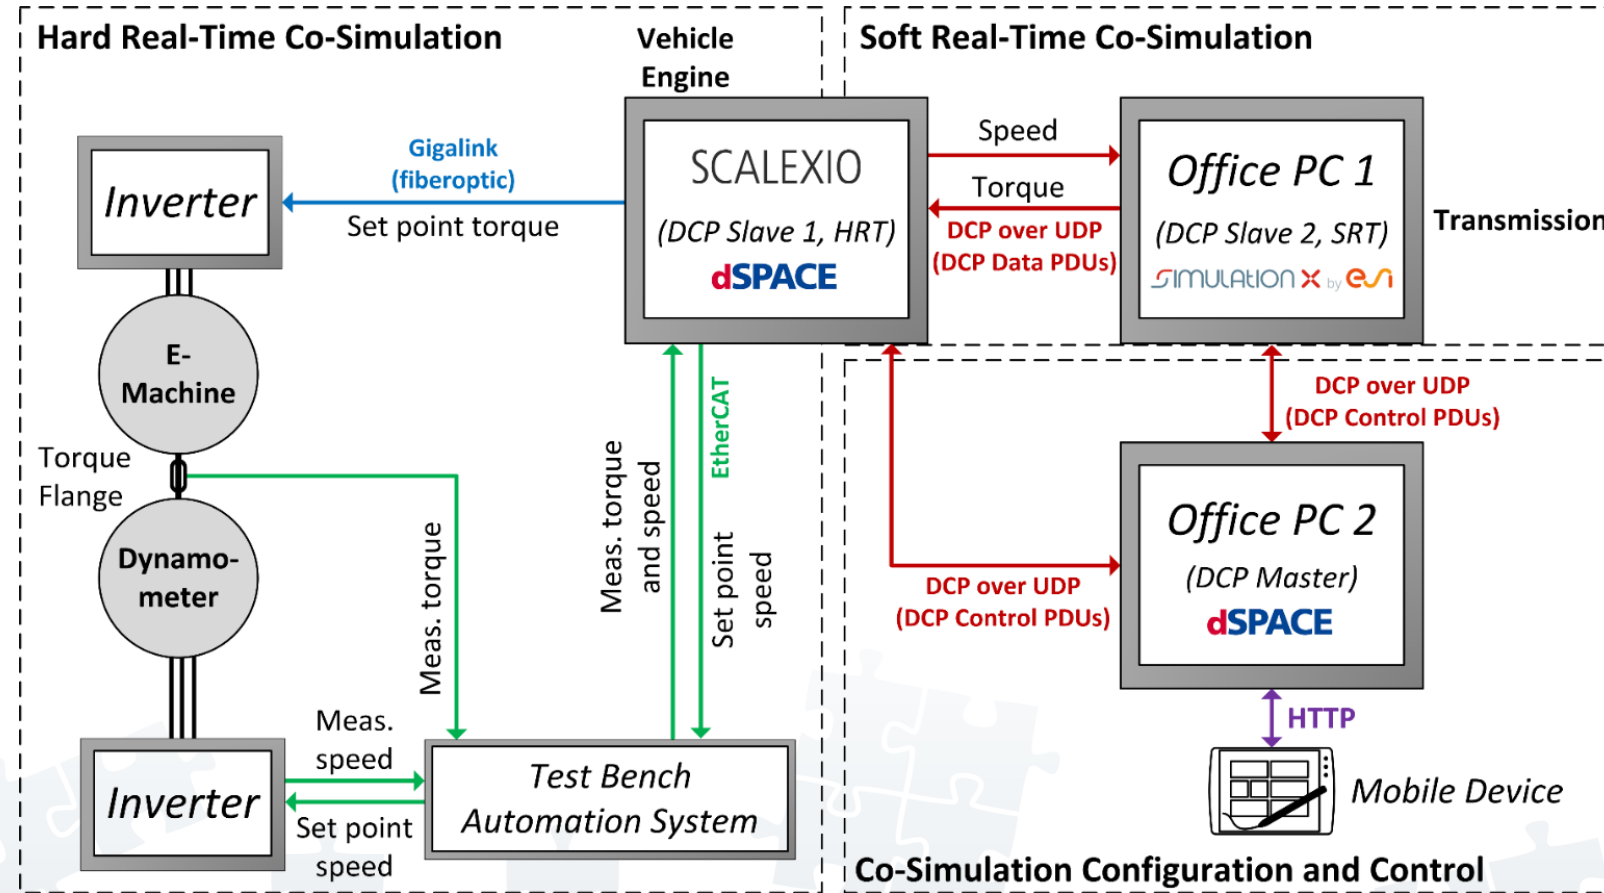 Hard Real-Time Co-Simulation
Vehicle
Engine
Soft Real-Time Co-Simulation
Inverter
Gigalink
(fiberoptic)
Set point torque
SCALEXIO
(DCP Slave 1, HRT)
dSPACE
Speed
Torque
DCP over UDP
(DCP Data PDUs)
Office PC 1
(DCP Slave 2, SRT)
SIMULATION X by esi
Transmission
E-
Machine
Torque
Flange
Dynamo-
meter
Meas. torque
Meas. torque
and speed
EtherCAT
Set point
speed
DCP over UDP
(DCP Control PDUs)
DCP over UDP
(DCP Control PDUs)
Office PC 2
(DCP Master)
dSPACE
HTTP
Mobile Device
Inverter
Meas.
speed
Set point
speed
Test Bench
Automation System
Co-Simulation Configuration and Control